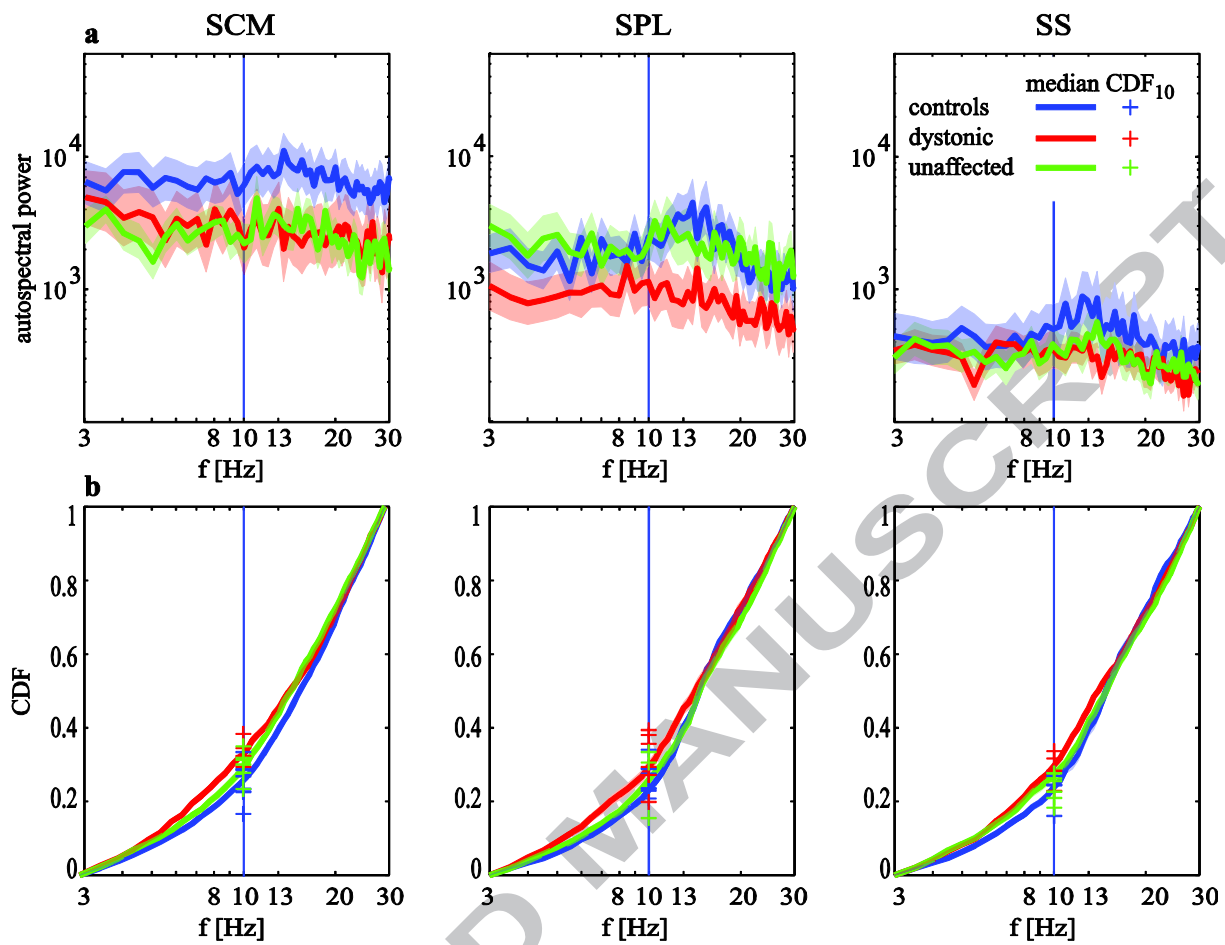 a
SCM
SPL
SS
median CDF10
controls
dystonic
unaffected
autospectral power
10^4
10^3
3 8 10 13 20 30
f [Hz]
10^4
10^3
3 8 10 13 20 30
f [Hz]
10^4
10^3
3 8 10 13 20 30
f [Hz]
b
CDF
1
0.8
0.6
0.4
0.2
0
3 8 10 13 20 30
f [Hz]
1
0.8
0.6
0.4
0.2
0
3 8 10 13 20 30
f [Hz]
1
0.8
0.6
0.4
0.2
0
3 8 10 13 20 30
f [Hz]
D MANUSCRIPT